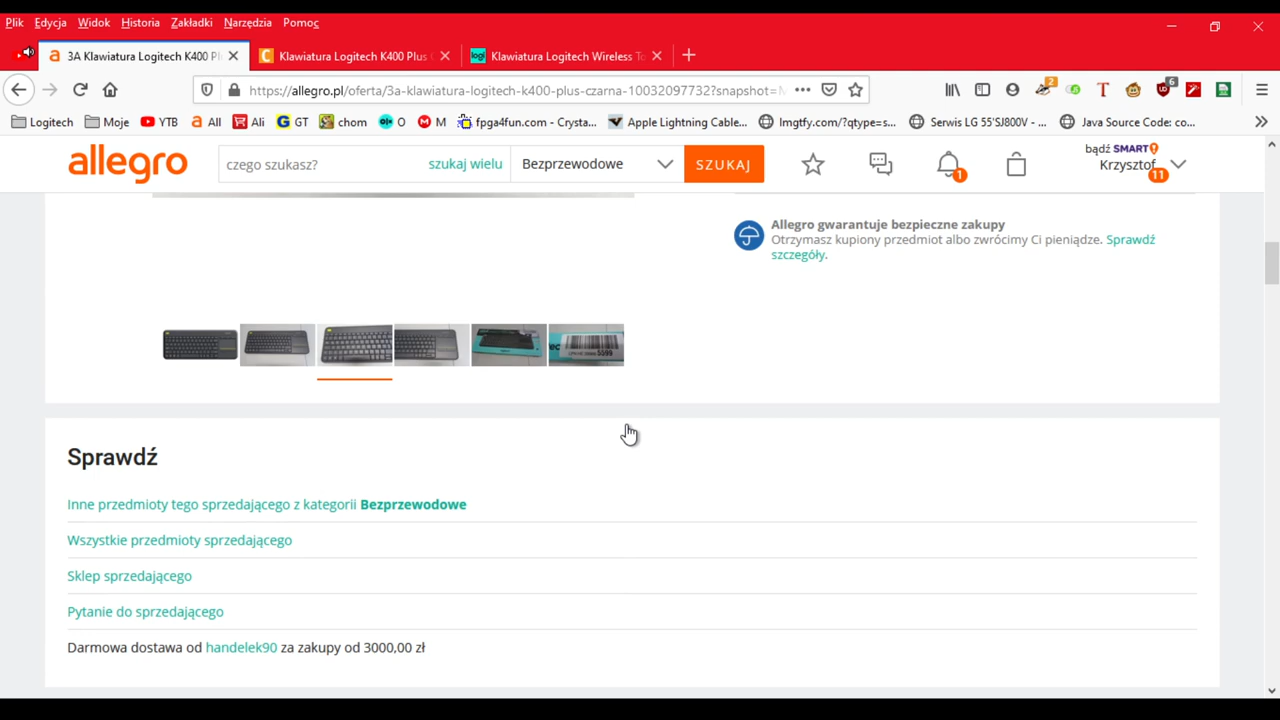 Plik Edycja Widok Historia Zakładki Narzędzia Pomoc
3A Klawiatura Logitech K400 Pl
Klawiatura Logitech K400 Plus
Klawiatura Logitech Wireless To
https://allegro.pl/oferta/3a-klawiatura-logitech-k400-plus-czarna-10032097732?snapshot=
2
6
Logitech Moje YTB All Ali GT chom O M fpga4fun.com - Crysta... Apple Lightning Cable... lmgtfy.com/?qtype=s... Serwis LG 55'SJ800V - ... Java Source Code: co...
allegro
czego szukasz?
szukaj wielu
Bezprzewodowe
SZUKAJ
1
bądź SMART!
Krzysztof
11
Allegro gwarantuje bezpieczne zakupy
Otrzymasz kupiony przedmiot albo zwrócimy Ci pieniądze. Sprawdź
szczegóły.
Sprawdź
Inne przedmioty tego sprzedającego z kategorii Bezprzewodowe
Wszystkie przedmioty sprzedającego
Sklep sprzedającego
Pytanie do sprzedającego
Darmowa dostawa od handelek90 za zakupy od 3000,00 zł